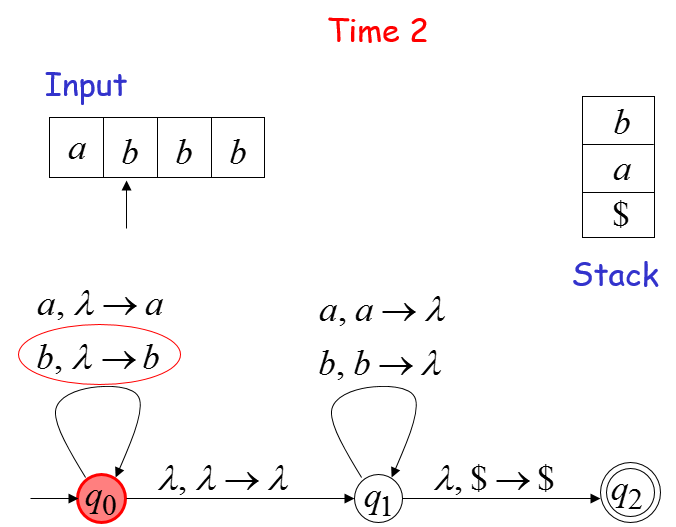 Time 2
Input
a b b b
b
a
$
Stack
a, λ → a
b, λ → b
a, a → λ
b, b → λ
λ, λ → λ
λ, $ → $
q₀
q₁
q₂